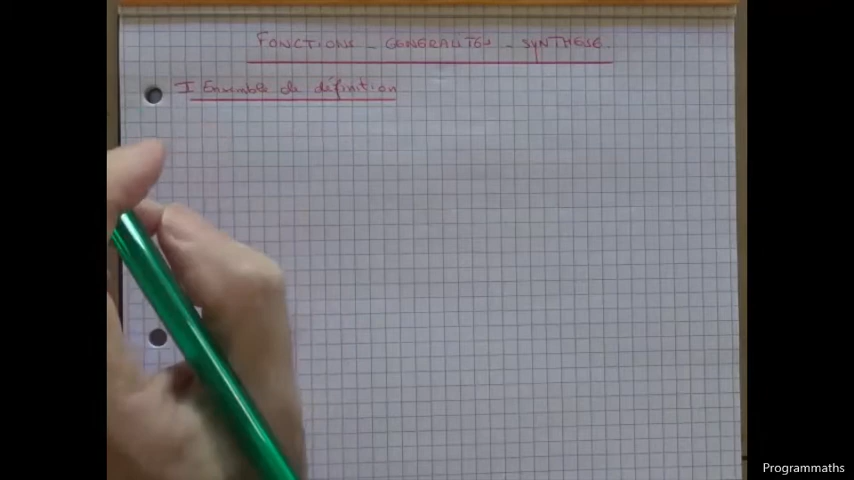 FONCTIONS - GENERALITES - SYNTHESE.
I Ensemble de définition
Programmaths